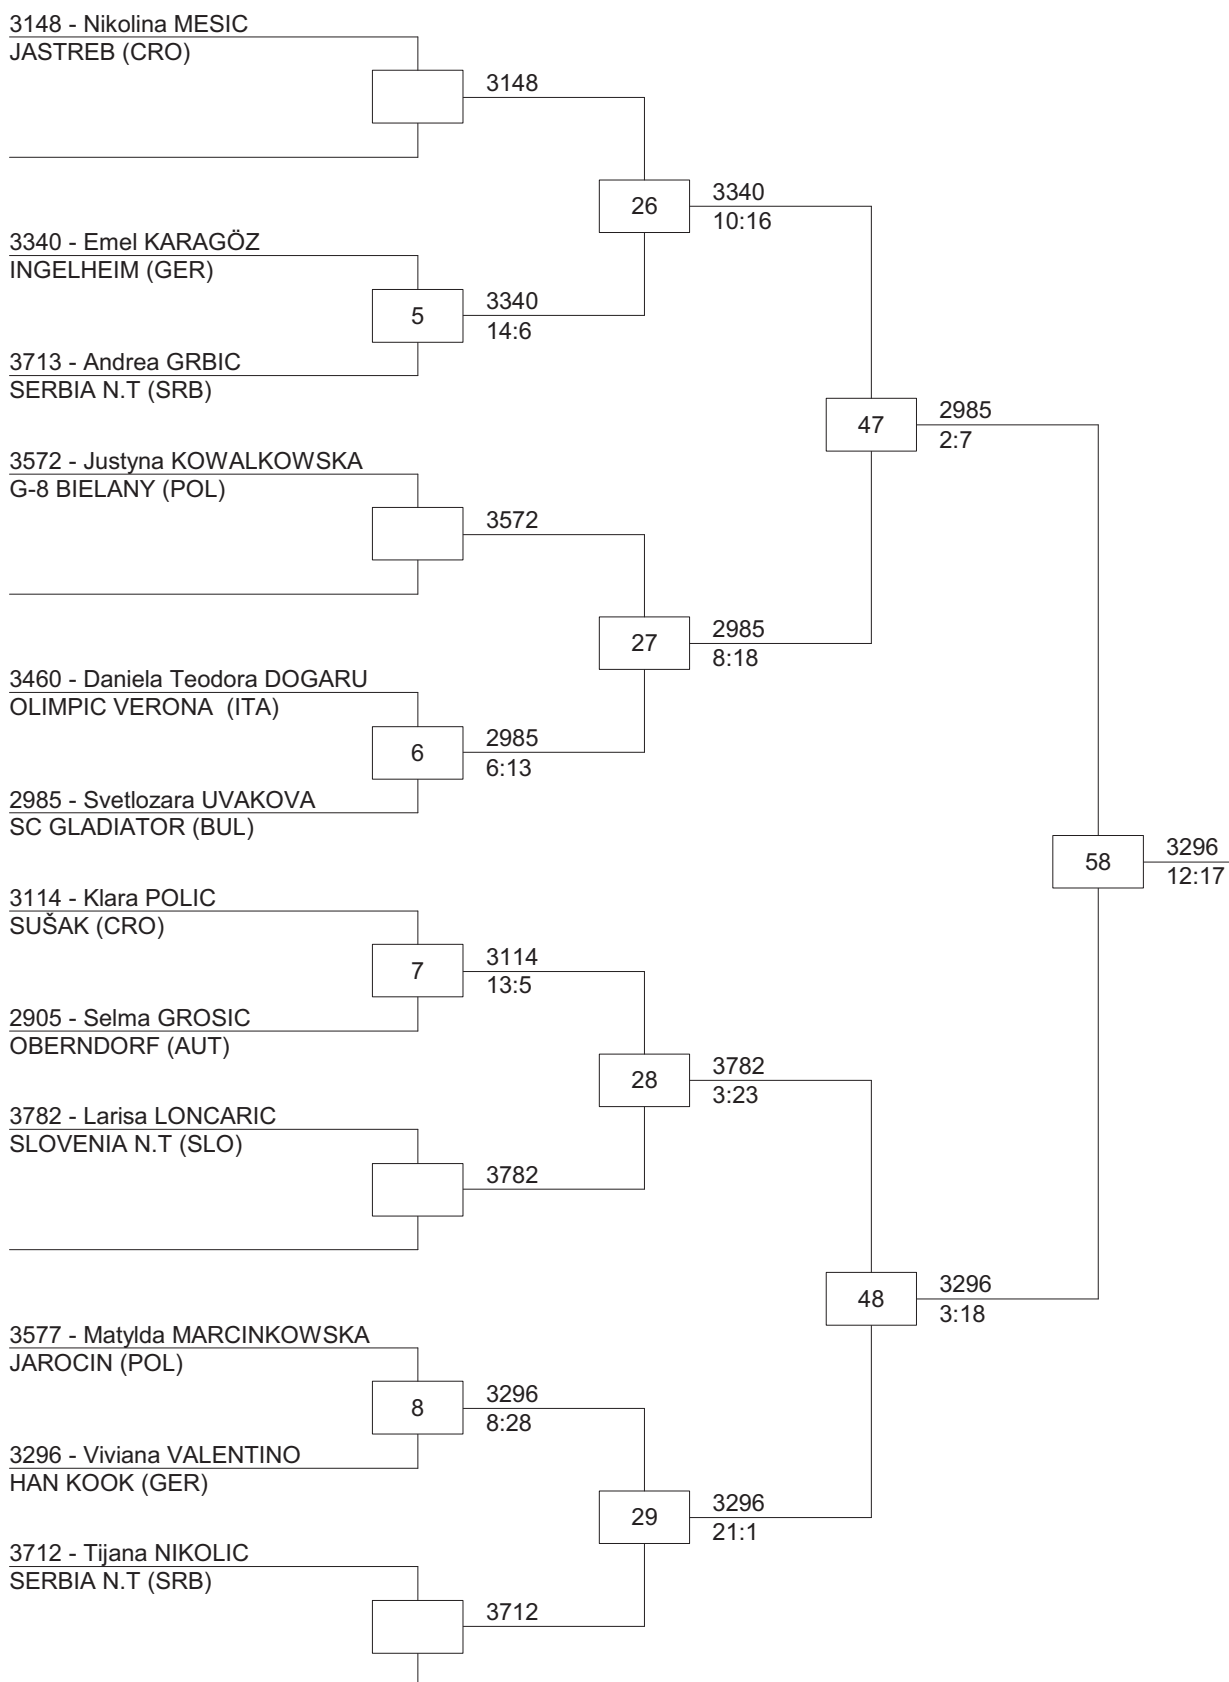 3148 - Nikolina MESIC
JASTREB (CRO)
3148
26
3340
10:16
3340 - Emel KARAGÖZ
INGELHEIM (GER)
5
3340
14:6
3713 - Andrea GRBIC
SERBIA N.T (SRB)
47
2985
2:7
3572 - Justyna KOWALKOWSKA
G-8 BIELANY (POL)
3572
27
2985
8:18
3460 - Daniela Teodora DOGARU
OLIMPIC VERONA  (ITA)
6
2985
6:13
2985 - Svetlozara UVAKOVA
SC GLADIATOR (BUL)
58
3296
12:17
3114 - Klara POLIC
SUŠAK (CRO)
7
3114
13:5
2905 - Selma GROSIC
OBERNDORF (AUT)
28
3782
3:23
3782 - Larisa LONCARIC
SLOVENIA N.T (SLO)
3782
48
3296
3:18
3577 - Matylda MARCINKOWSKA
JAROCIN (POL)
8
3296
8:28
3296 - Viviana VALENTINO
HAN KOOK (GER)
29
3296
21:1
3712 - Tijana NIKOLIC
SERBIA N.T (SRB)
3712